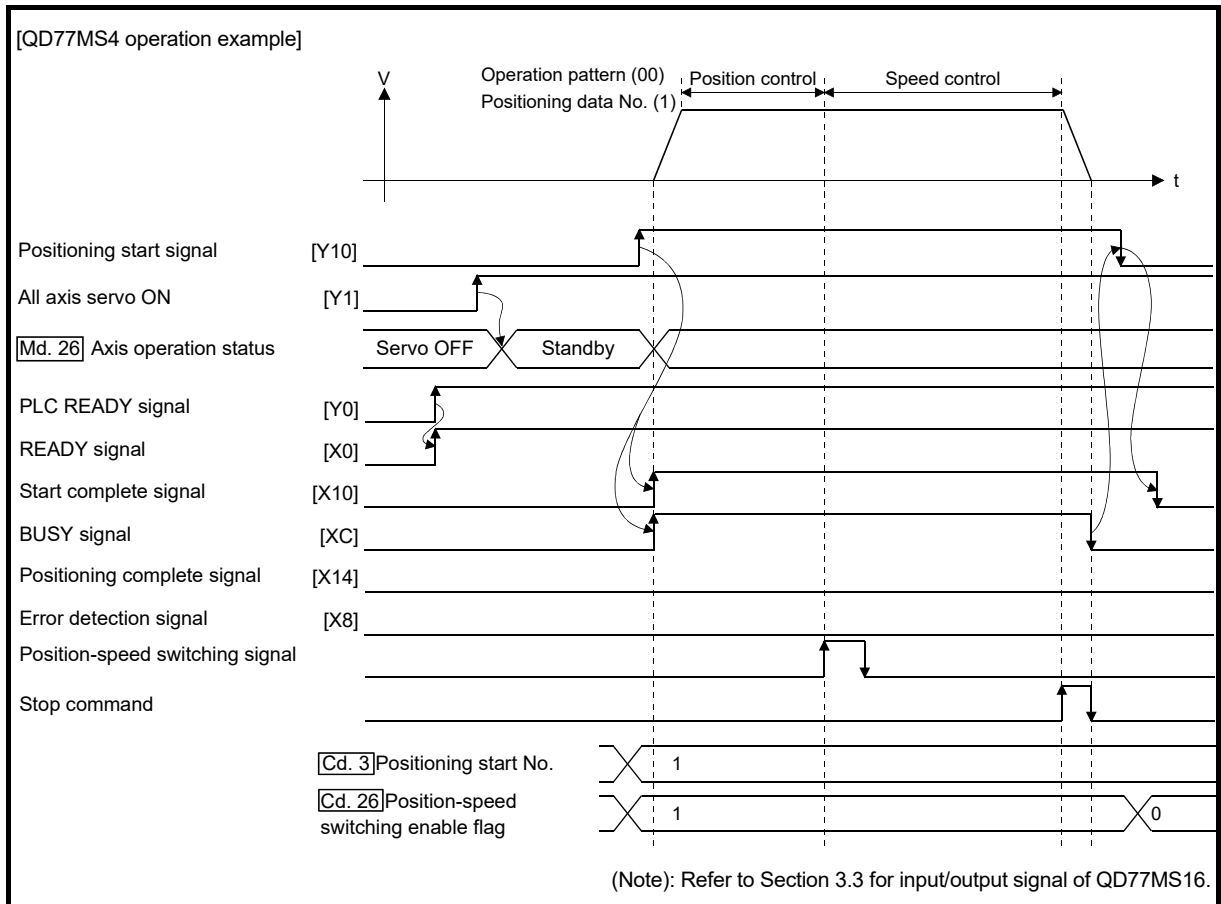 [QD77MS4 operation example]
V
Operation pattern (00)
Positioning data No. (1)
Position control
Speed control
t
Positioning start signal [Y10]
All axis servo ON [Y1]
Md. 26 Axis operation status
Servo OFF
Standby
PLC READY signal [Y0]
READY signal [X0]
Start complete signal [X10]
BUSY signal [XC]
Positioning complete signal [X14]
Error detection signal [X8]
Position-speed switching signal
Stop command
Cd. 3 Positioning start No.
1
Cd. 26 Position-speed
switching enable flag
1
0
(Note): Refer to Section 3.3 for input/output signal of QD77MS16.